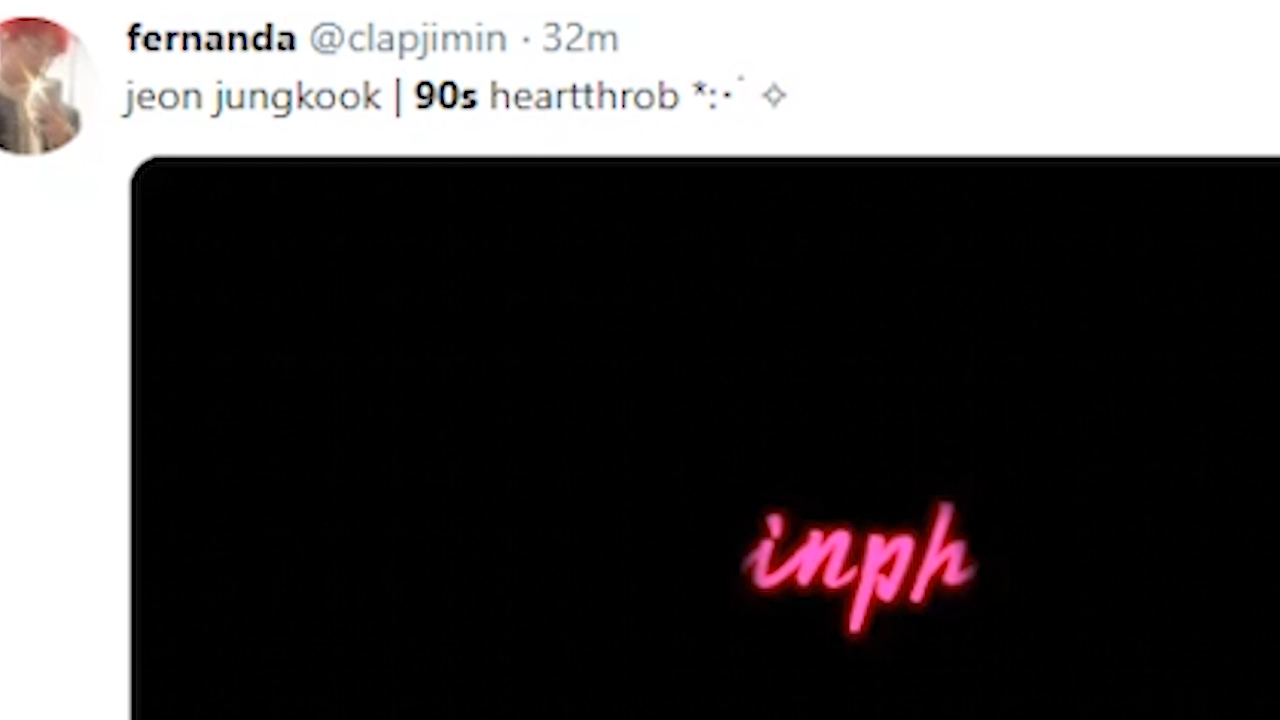 fernanda @clapjimin · 32m
jeon jungkook | 90s heartthrob *:･ﾟ✧
inph